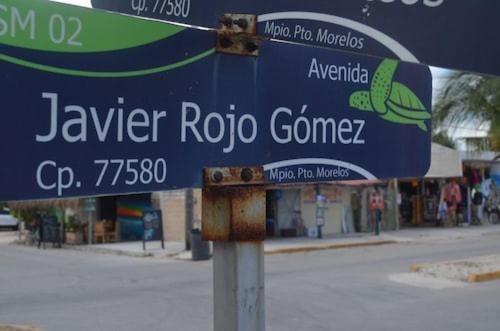 Cp. 77580
Mpio. Pto. Morelos
SM 02
Avenida
Javier Rojo Gómez
Cp. 77580
Mpio. Pto. Morelos